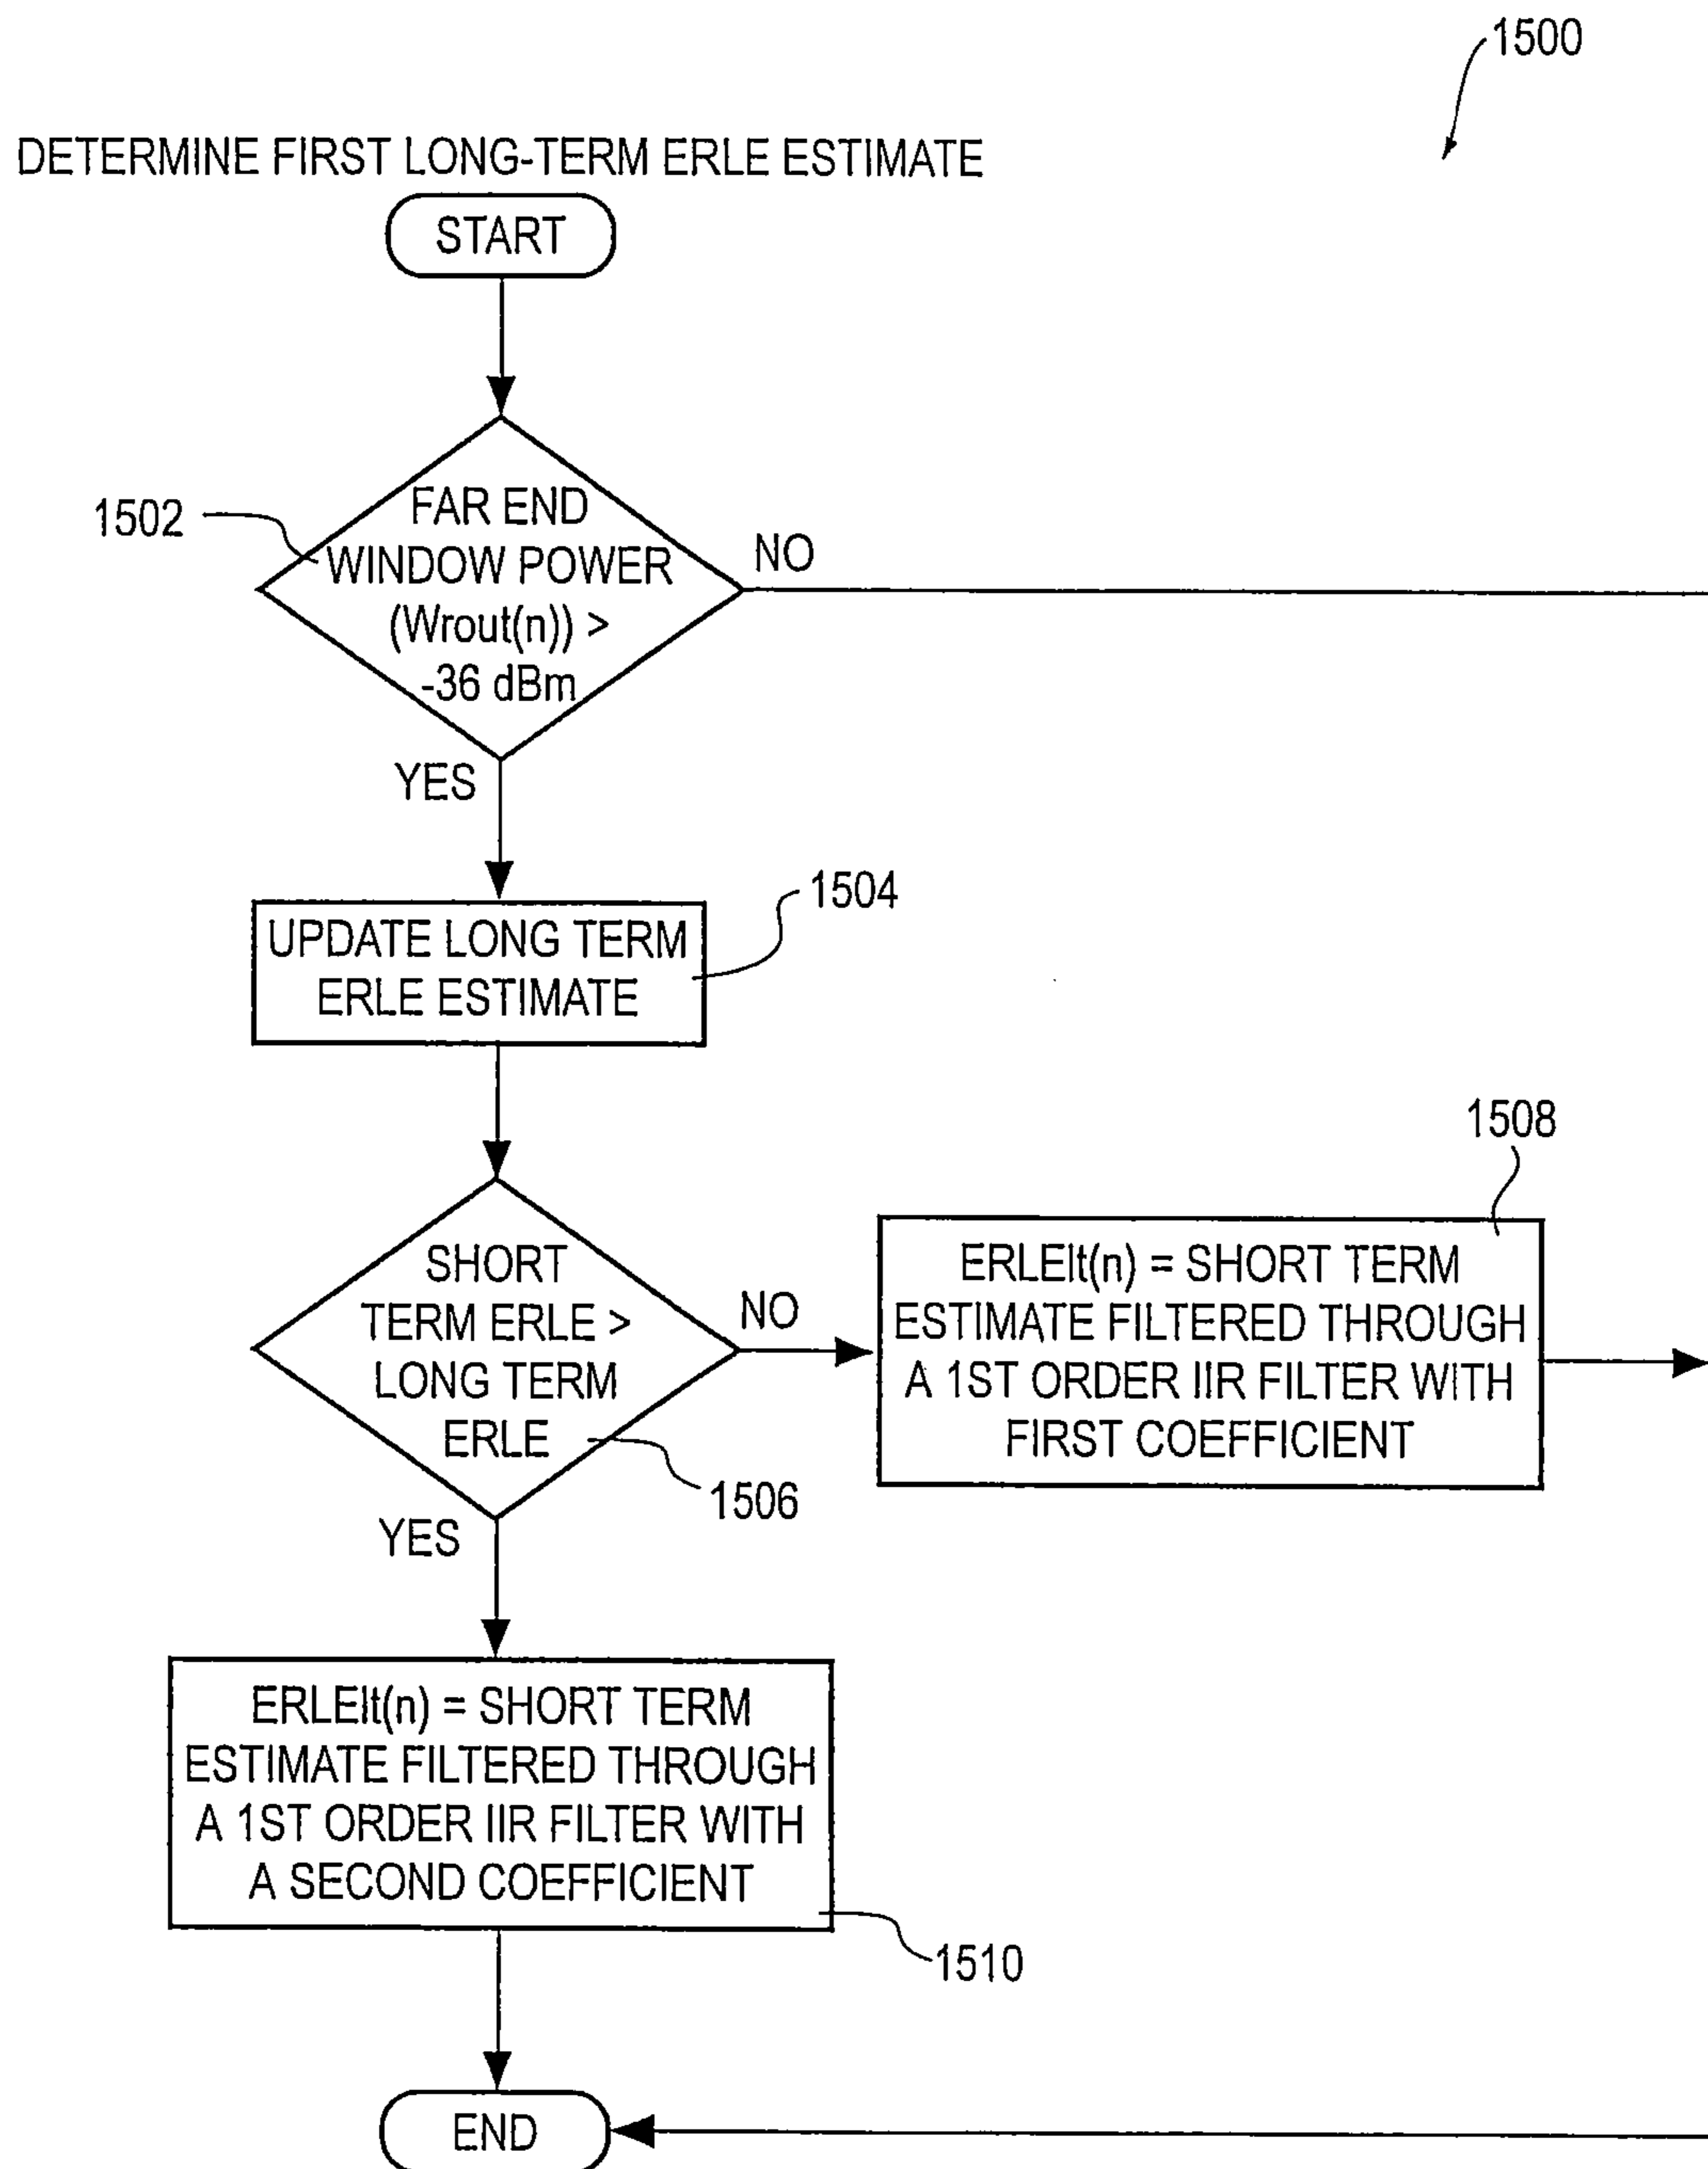 1500
DETERMINE FIRST LONG-TERM ERLE ESTIMATE
START
1502
FAR END
WINDOW POWER
(Wrout(n)) >
-36 dBm
NO
YES
1504
UPDATE LONG TERM
ERLE ESTIMATE
SHORT
TERM ERLE >
LONG TERM
ERLE
NO
1506
YES
1508
ERLElt(n) = SHORT TERM
ESTIMATE FILTERED THROUGH
A 1ST ORDER IIR FILTER WITH
FIRST COEFFICIENT
ERLElt(n) = SHORT TERM
ESTIMATE FILTERED THROUGH
A 1ST ORDER IIR FILTER WITH
A SECOND COEFFICIENT
1510
END